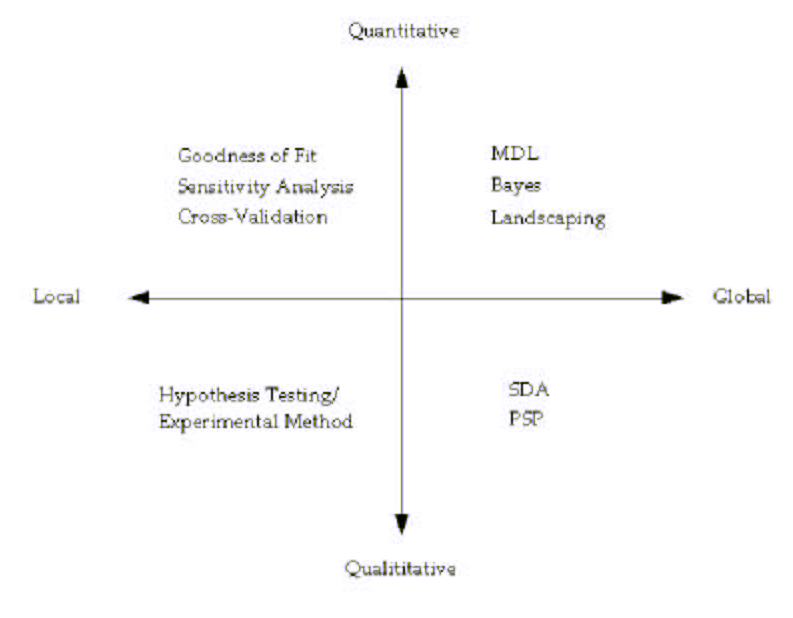 Quantitative
Goodness of Fit
Sensitivity Analysis
Cross-Validation
MDL
Bayes
Landscaping
Local
Global
Hypothesis Testing/
Experimental Method
SDA
PSP
Qualititative